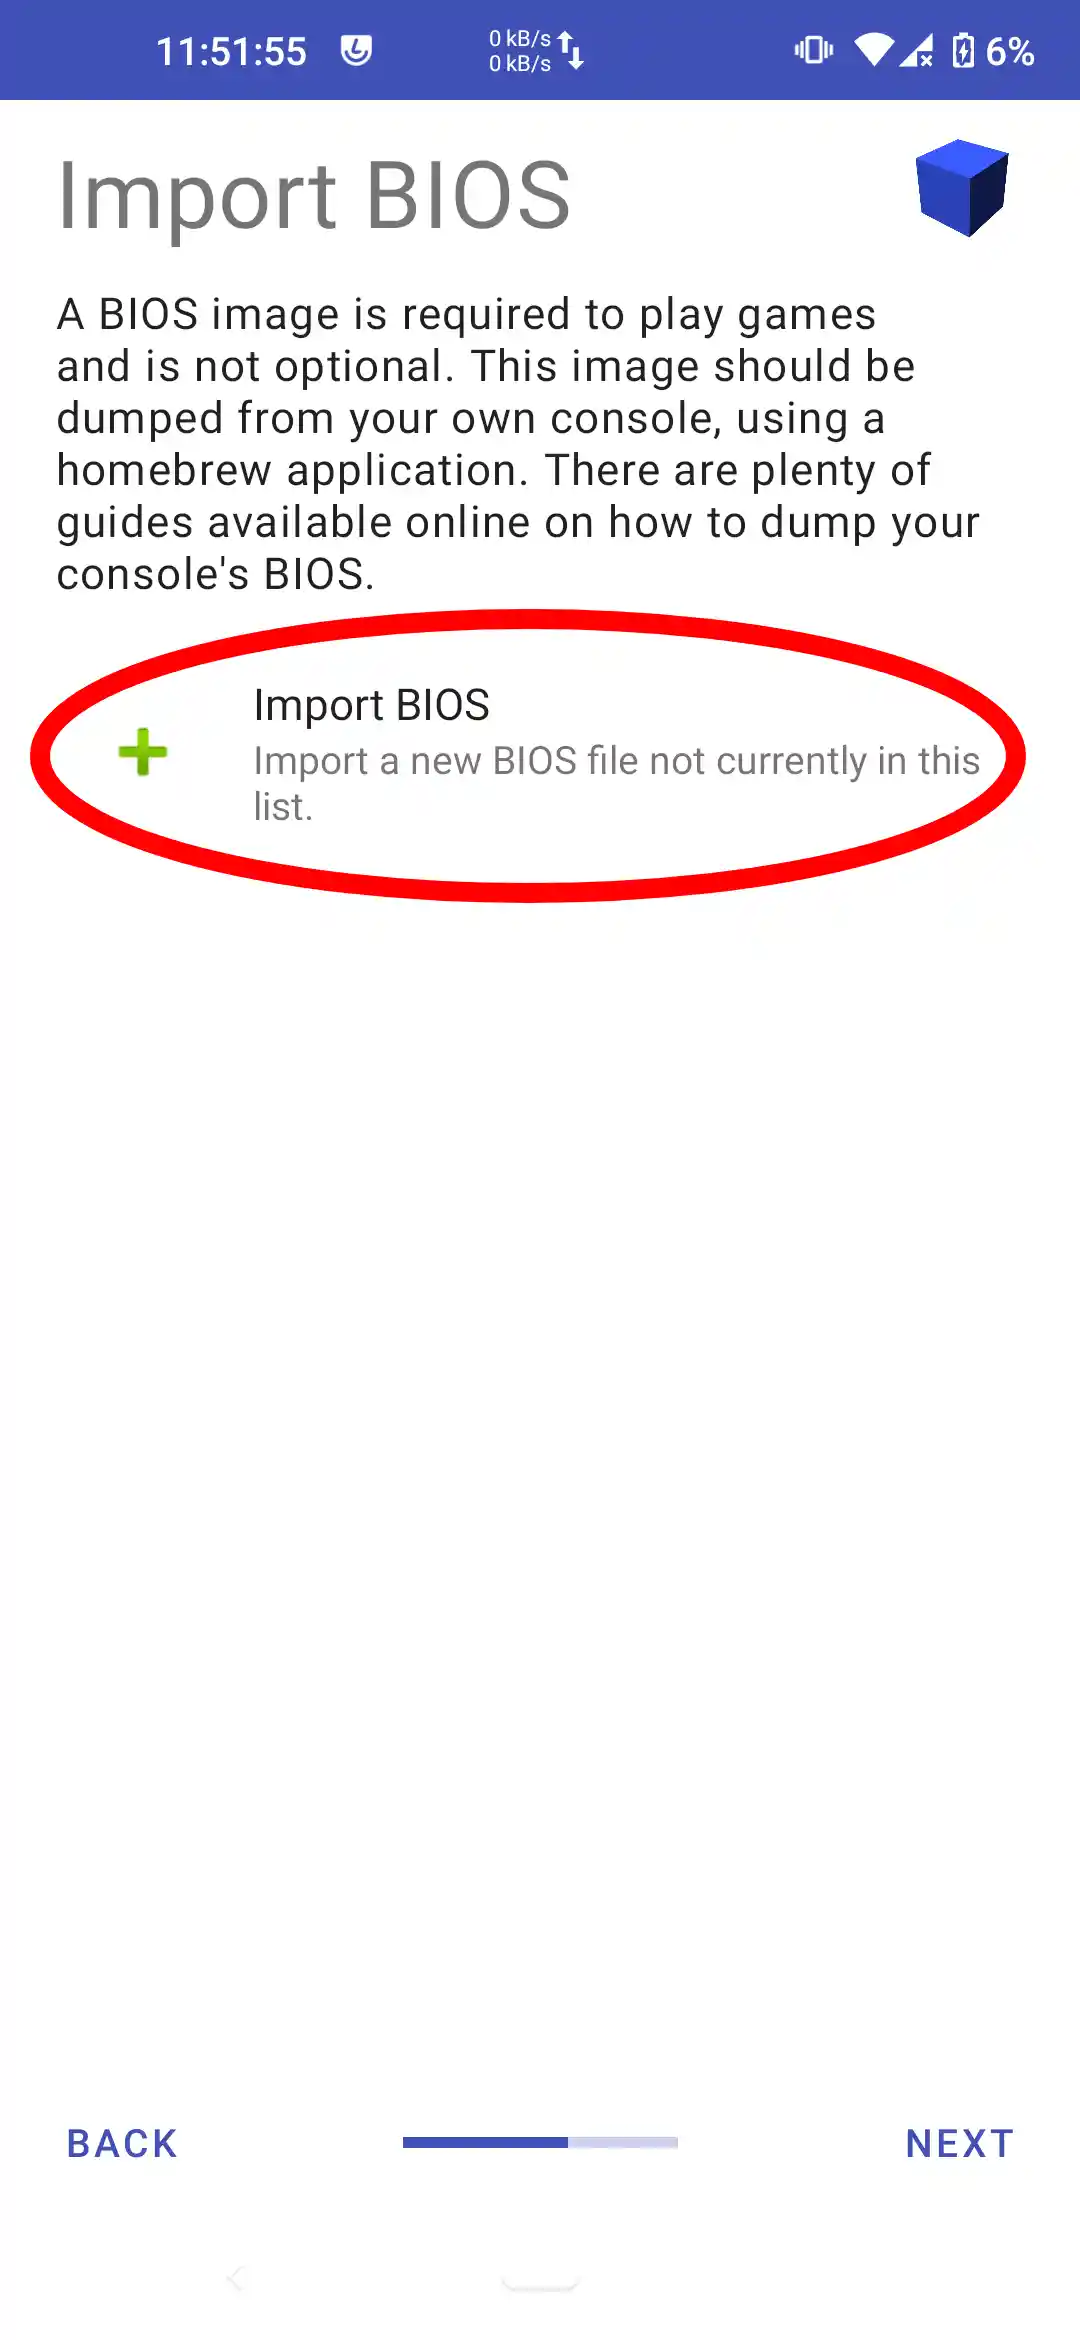 11:51:55
0 kB/s
0 kB/s
6%
Import BIOS
A BIOS image is required to play games
and is not optional. This image should be
dumped from your own console, using a
homebrew application. There are plenty of
guides available online on how to dump your
console's BIOS.
Import BIOS
Import a new BIOS file not currently in this
list.
BACK
NEXT